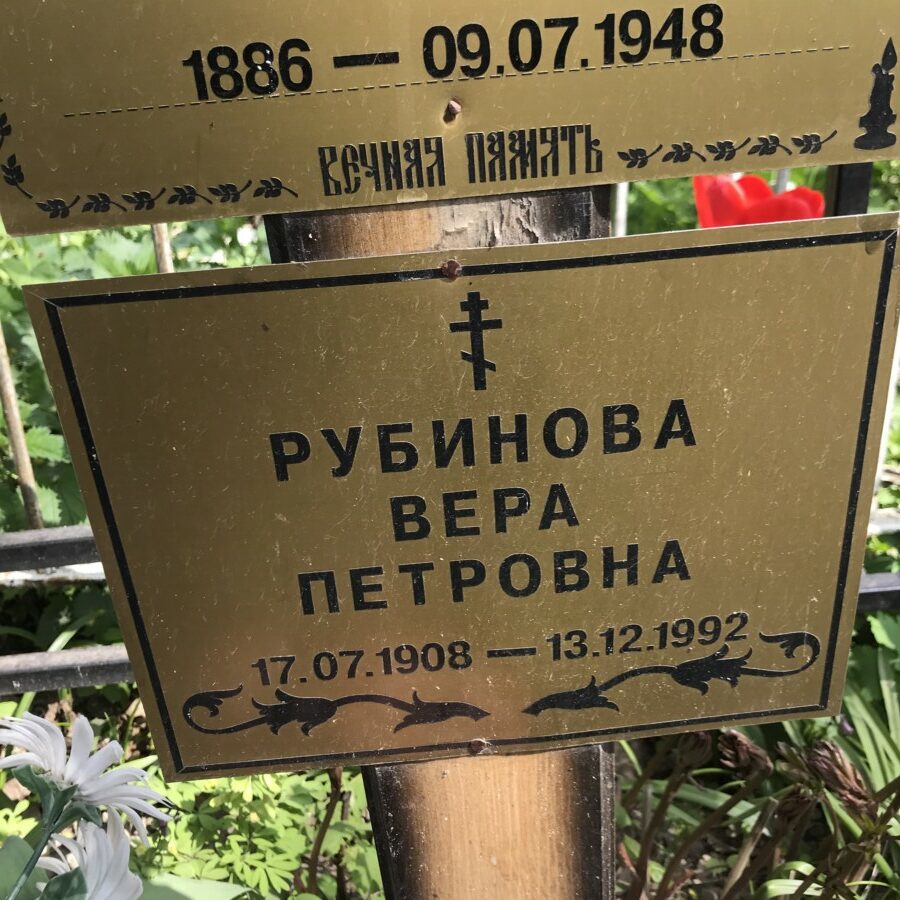 1886 — 09.07.1948
ВЕЧНАЯ ПАМЯТЬ
РУБИНОВА
ВЕРА
ПЕТРОВНА
17.07.1908 — 13.12.1992